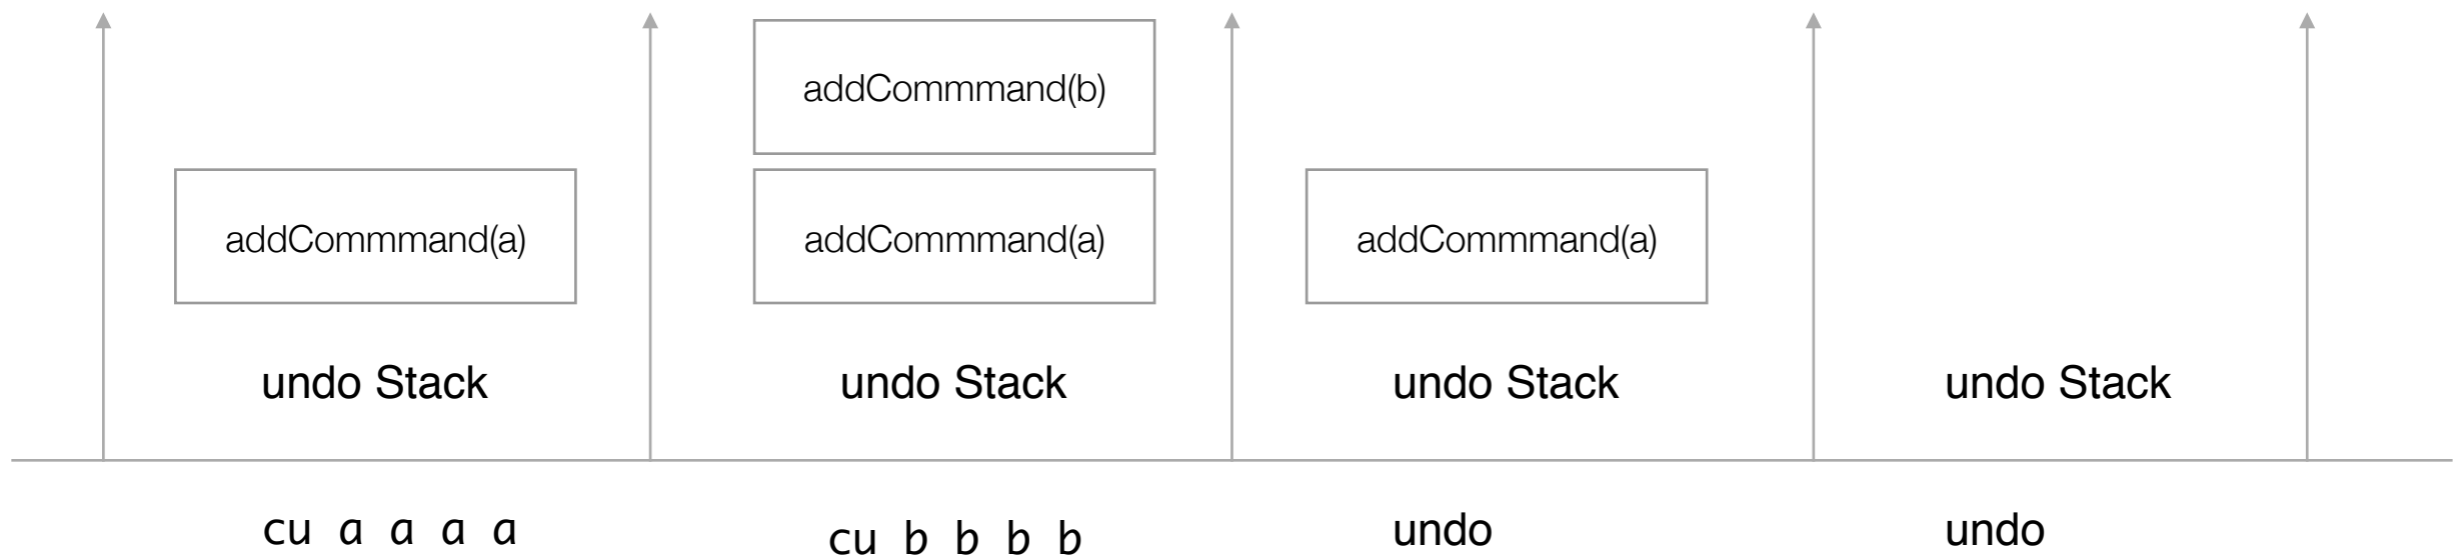 addCommmand(b)
addCommmand(a)
addCommmand(a)
addCommmand(a)
undo Stack
undo Stack
undo Stack
undo Stack
cu a a a a
cu b b b b
undo
undo